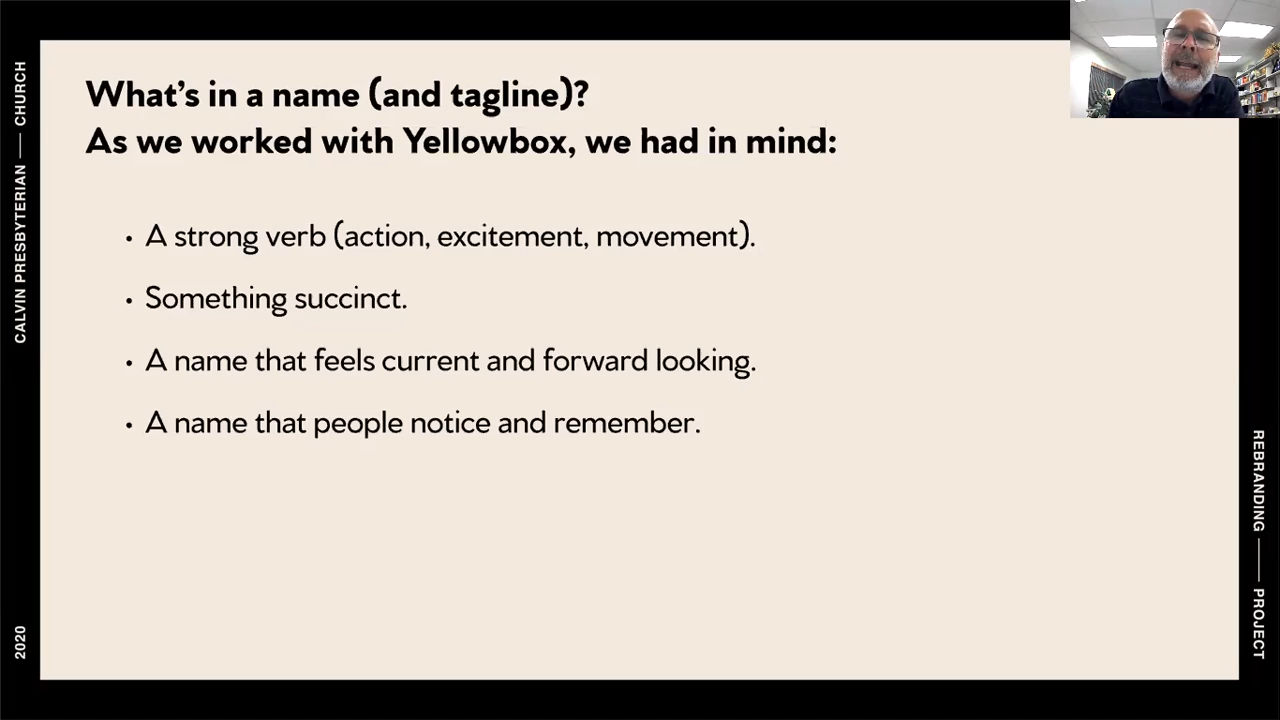 What's in a name (and tagline)?
As we worked with Yellowbox, we had in mind:
• A strong verb (action, excitement, movement).
• Something succinct.
• A name that feels current and forward looking.
• A name that people notice and remember.
CALVIN PRESBYTERIAN — CHURCH
2020
REBRANDING — PROJECT